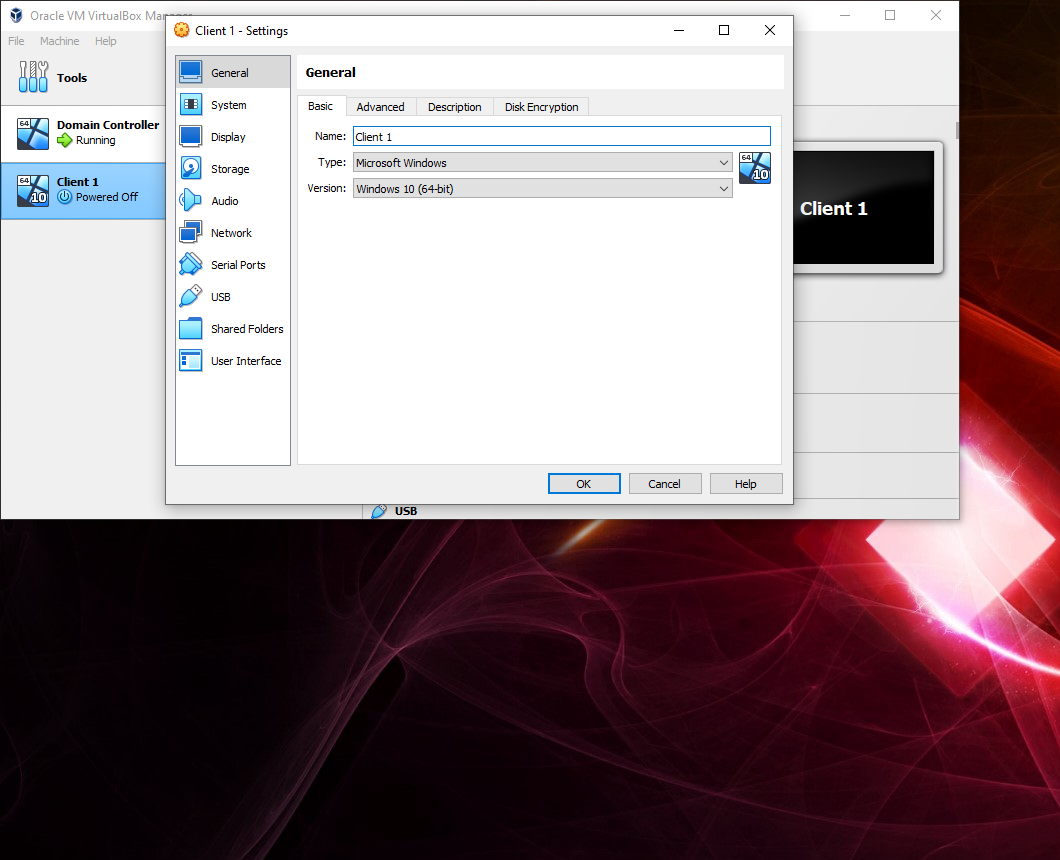 Oracle VM VirtualBox Manager
File Machine Help
Tools
64
Domain Controller
Running
64
10
Client 1
Powered Off
Client 1 - Settings
General
System
Display
Storage
Audio
Network
Serial Ports
USB
Shared Folders
User Interface
General
Basic Advanced Description Disk Encryption
Name: Client 1
Type: Microsoft Windows
Version: Windows 10 (64-bit)
64
10
OK Cancel Help
Client 1
USB